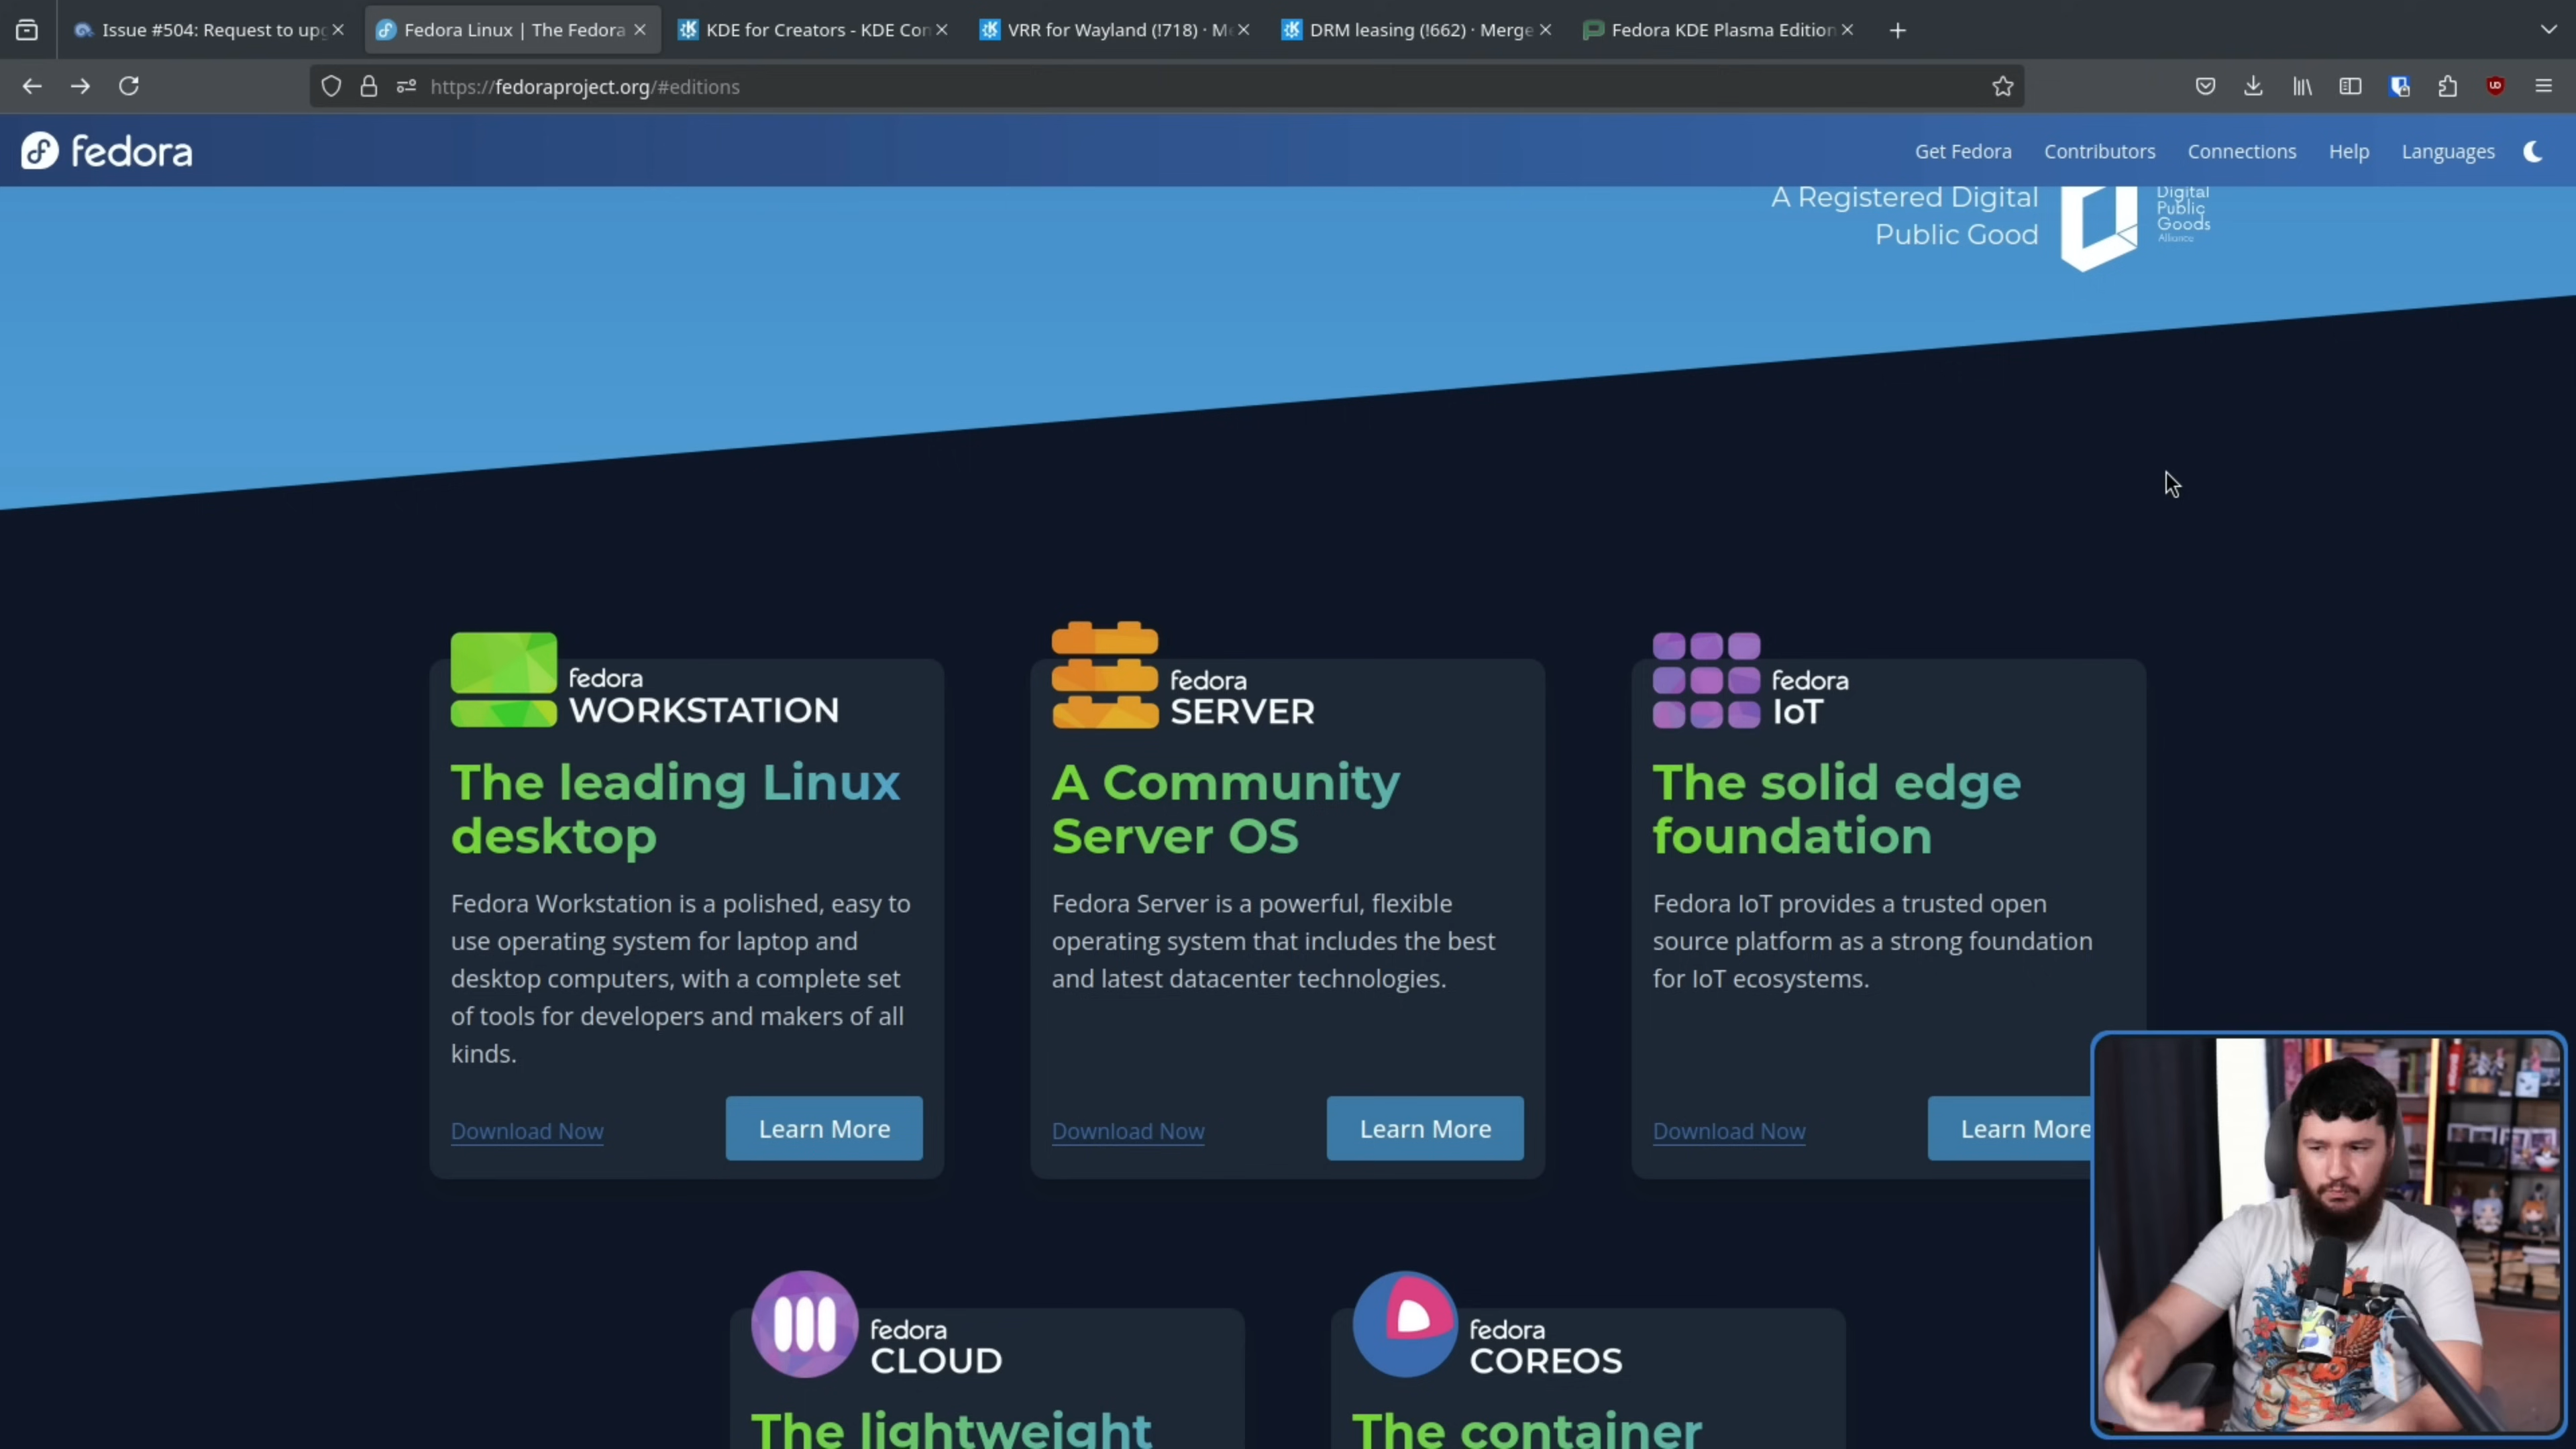 Issue #504: Request to upg
Fedora Linux | The Fedora
KDE for Creators - KDE Con
VRR for Wayland (!718) · Me
DRM leasing (!662) · Merge
Fedora KDE Plasma Edition
https://fedoraproject.org/#editions
fedora
Get Fedora
Contributors
Connections
Help
Languages
A Registered Digital
Public Good
Digital
Public
Goods
Alliance
fedora
WORKSTATION
The leading Linux
desktop
Fedora Workstation is a polished, easy to
use operating system for laptop and
desktop computers, with a complete set
of tools for developers and makers of all
kinds.
Download Now
Learn More
fedora
SERVER
A Community
Server OS
Fedora Server is a powerful, flexible
operating system that includes the best
and latest datacenter technologies.
Download Now
Learn More
fedora
IoT
The solid edge
foundation
Fedora IoT provides a trusted open
source platform as a strong foundation
for IoT ecosystems.
Download Now
Learn More
fedora
CLOUD
The lightweight
fedora
COREOS
The container